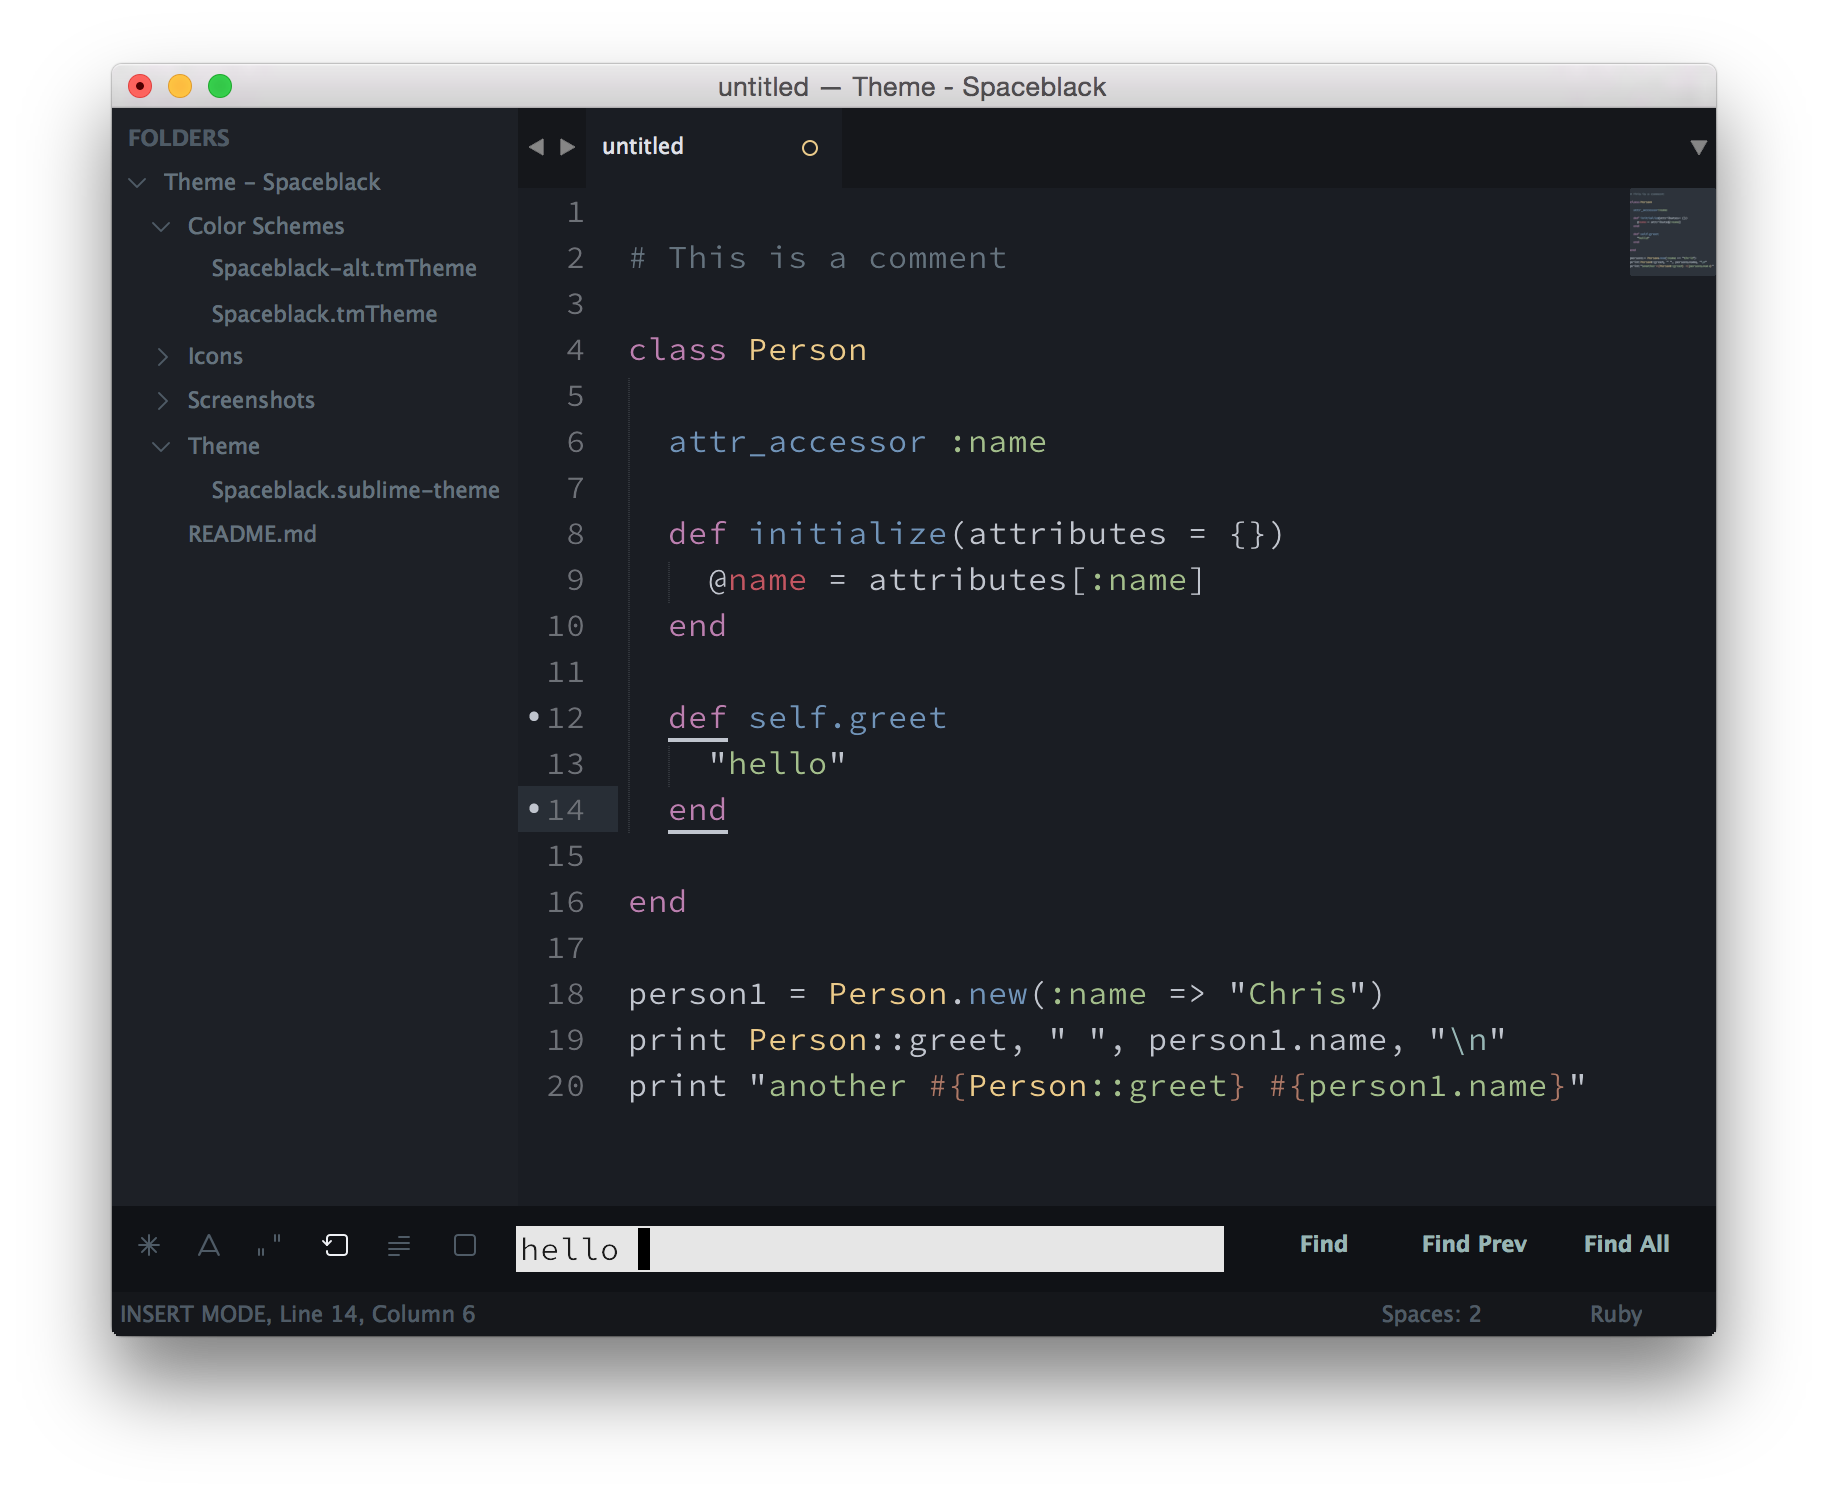 untitled — Theme - Spaceblack
FOLDERS
Theme – Spaceblack
Color Schemes
Spaceblack-alt.tmTheme
Spaceblack.tmTheme
Icons
Screenshots
Theme
Spaceblack.sublime-theme
README.md
untitled
1
2 # This is a comment
3
4 class Person
5
6 attr_accessor :name
7
8 def initialize(attributes = {})
9 @name = attributes[:name]
10 end
11
12 def self.greet
13 "hello"
14 end
15
16 end
17
18 person1 = Person.new(:name => "Chris")
19 print Person::greet, " ", person1.name, "\n"
20 print "another #{Person::greet} #{person1.name}"
hello
Find Find Prev Find All
INSERT MODE, Line 14, Column 6
Spaces: 2 Ruby